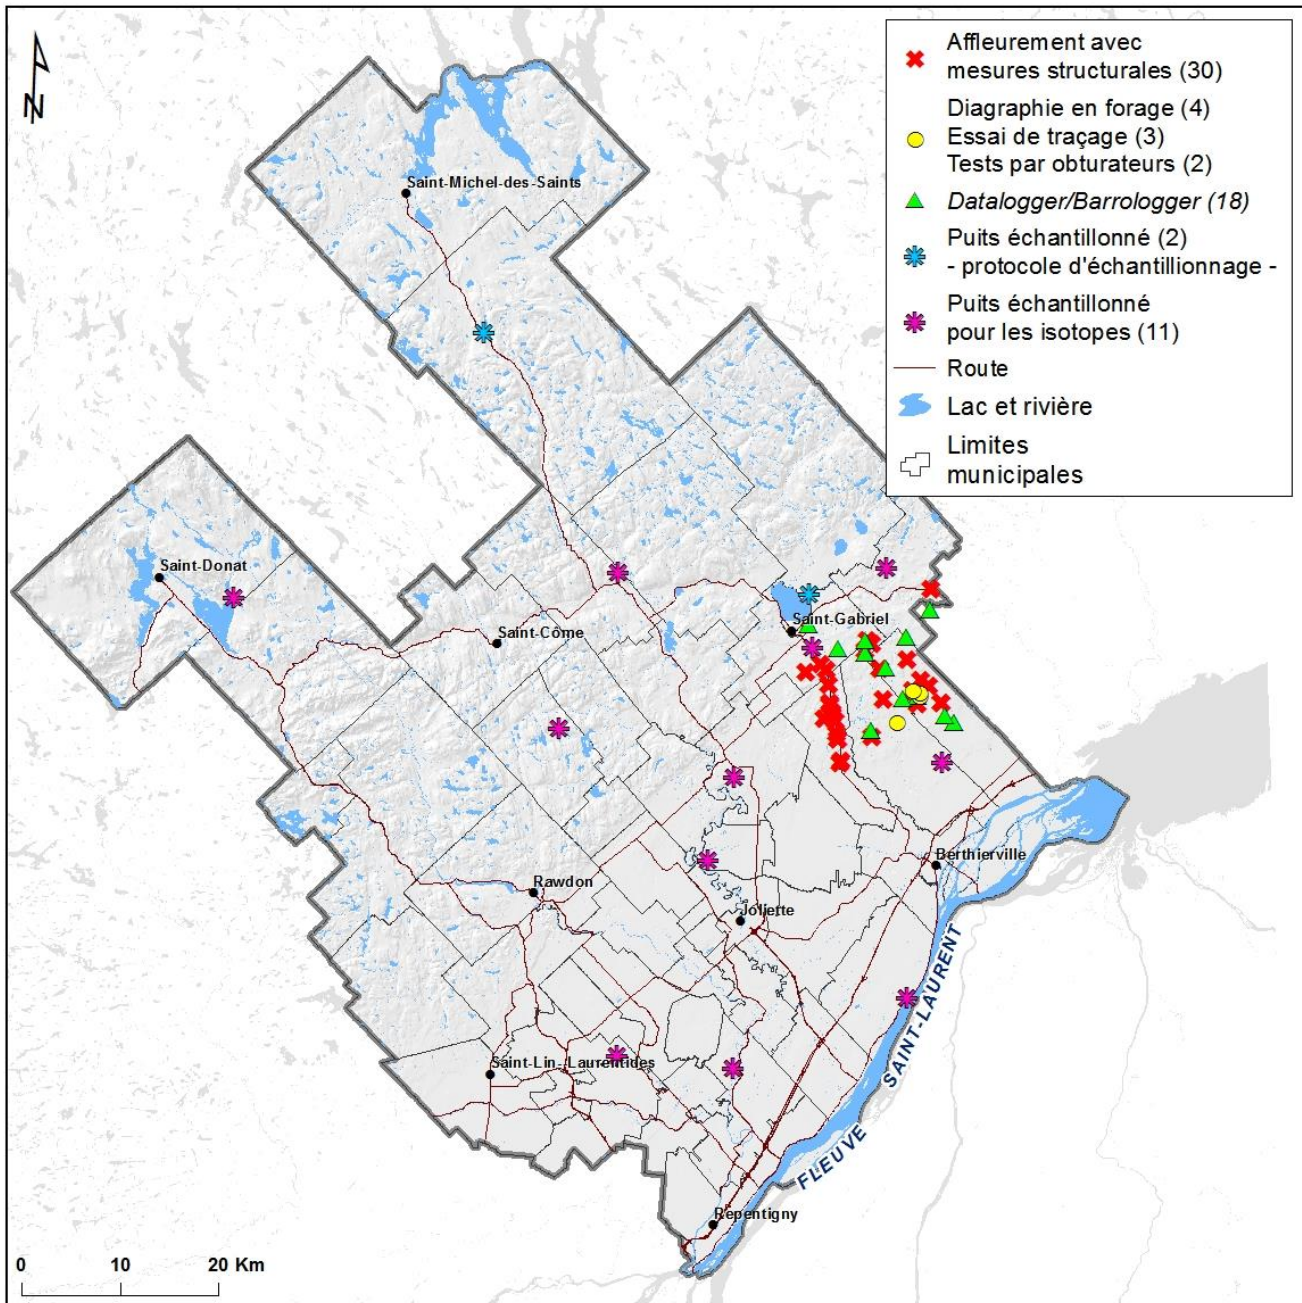 N
Affleurement avec
mesures structurales (30)
Diagraphie en forage (4)
Essai de traçage (3)
Tests par obturateurs (2)
Datalogger/Barrologger (18)
Puits échantillonné (2)
- protocole d'échantillionnage -
Puits échantillonné
pour les isotopes (11)
Route
Lac et rivière
Limites
municipales
Saint-Michel-des-Saints
Saint-Donat
Saint-Côme
Saint-Gabriel
Berthierville
Rawdon
Joliette
Saint-Lin--Laurentides
FLEUVE SAINT-LAURENT
Repentigny
0 10 20 Km